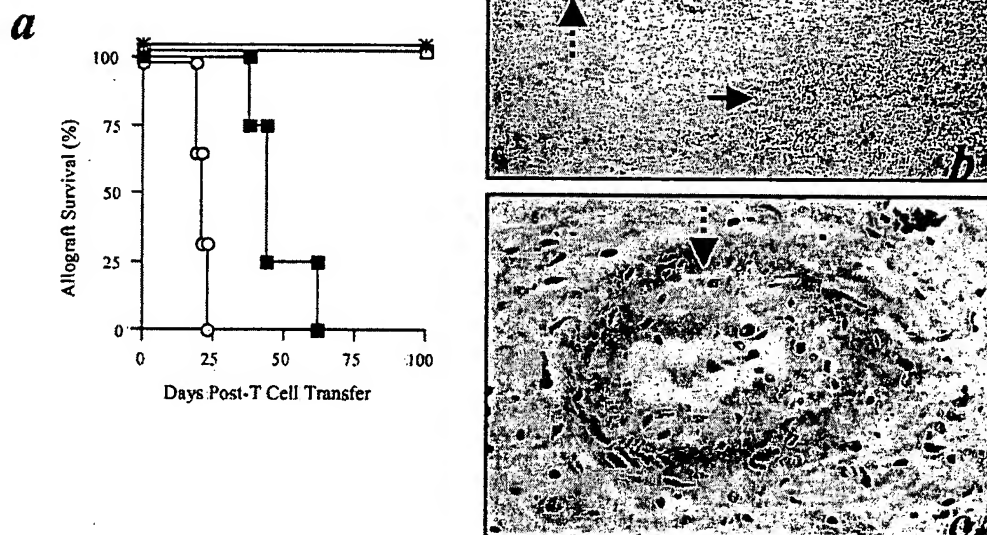 a
Allograft Survival (%)
100
75
50
25
0
0 25 50 75 100
Days Post-T Cell Transfer
b
c